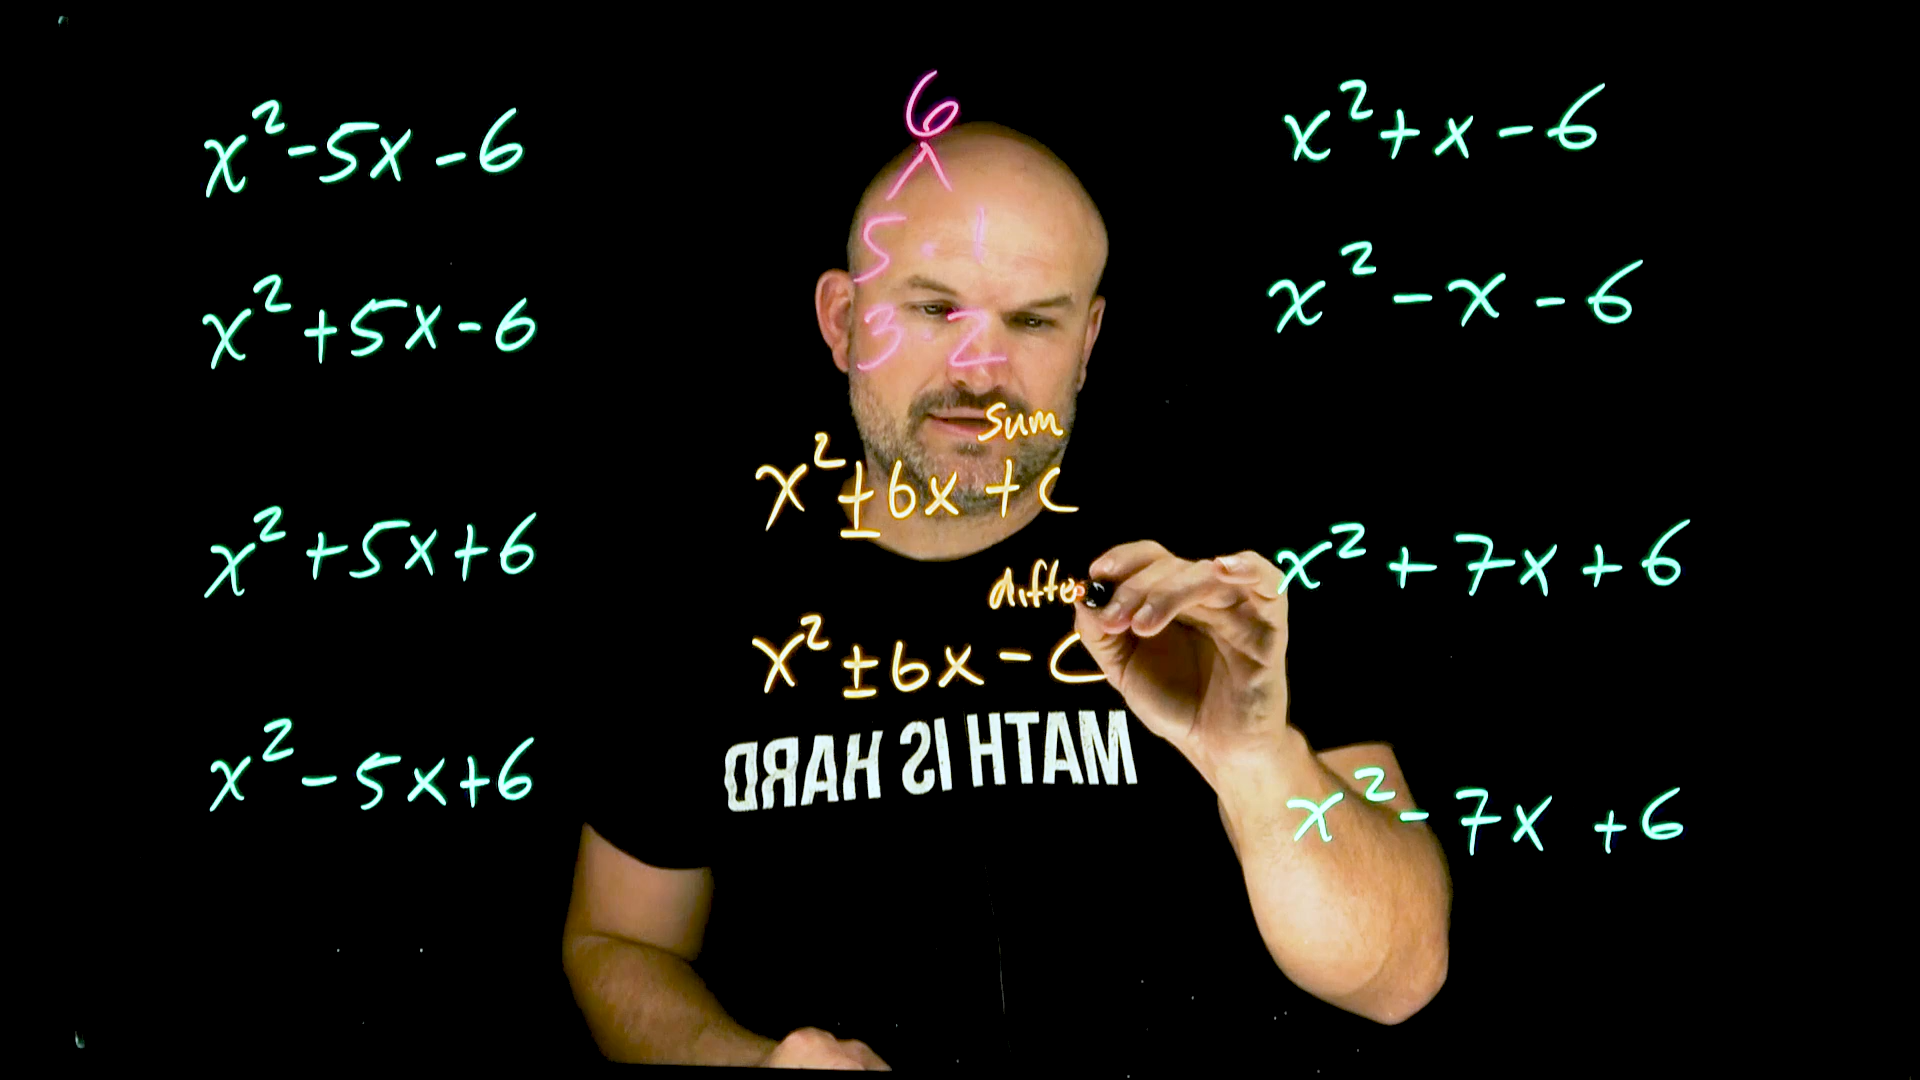 x² - 5x - 6
x² + 5x - 6
x² + 5x + 6
x² - 5x + 6
6
5 · 1
3 · 2
sum
x² ± 6x + c
diffe
x² ± 6x - c
MATH IS HARD
x² + x - 6
x² - x - 6
x² + 7x + 6
x² - 7x + 6